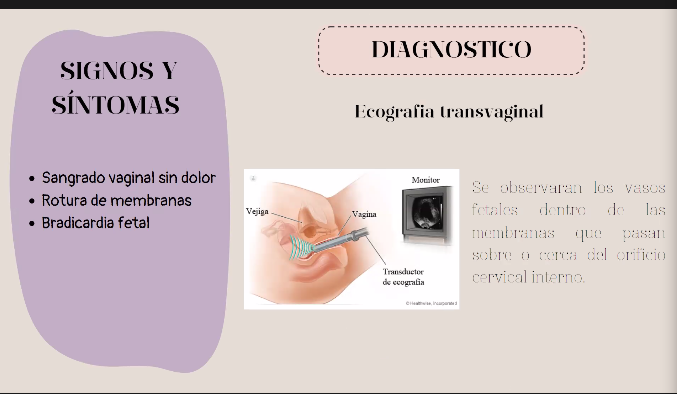 SIGNOS Y
SÍNTOMAS
• Sangrado vaginal sin dolor
• Rotura de membranas
• Bradicardia fetal
DIAGNOSTICO
Ecografia transvaginal
Monitor
Vejiga
Vagina
Transductor
de ecografía
© Healthwise, Incorporated
Se observaran los vasos
fetales dentro de las
membranas que pasan
sobre o cerca del orificio
cervical interno.